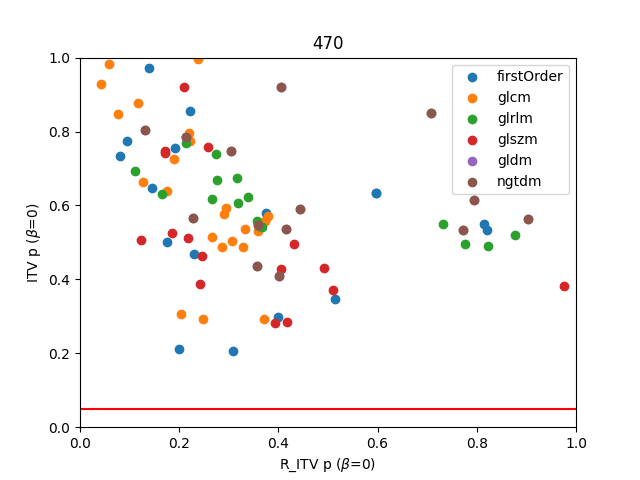 470
1.0
0.8
0.6
0.4
0.2
0.0
ITV p (β=0)
0.0 0.2 0.4 0.6 0.8 1.0
R_ITV p (β=0)
firstOrder
glcm
glrlm
glszm
gldm
ngtdm